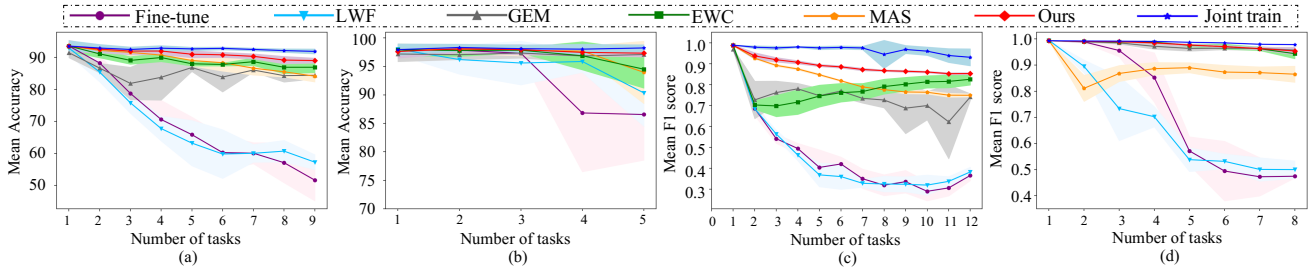 Fine-tune LWF GEM EWC MAS Ours Joint train
Mean Accuracy
90
80
70
60
50
1 2 3 4 5 6 7 8 9
Number of tasks
(a)
Mean Accuracy
100
95
90
85
80
75
70
1 2 3 4 5
Number of tasks
(b)
Mean F1 score
1.0
0.9
0.8
0.7
0.6
0.5
0.4
0.3
0 1 2 3 4 5 6 7 8 9 10 11 12
Number of tasks
(c)
Mean F1 score
1.0
0.9
0.8
0.7
0.6
0.5
0.4
1 2 3 4 5 6 7 8
Number of tasks
(d)